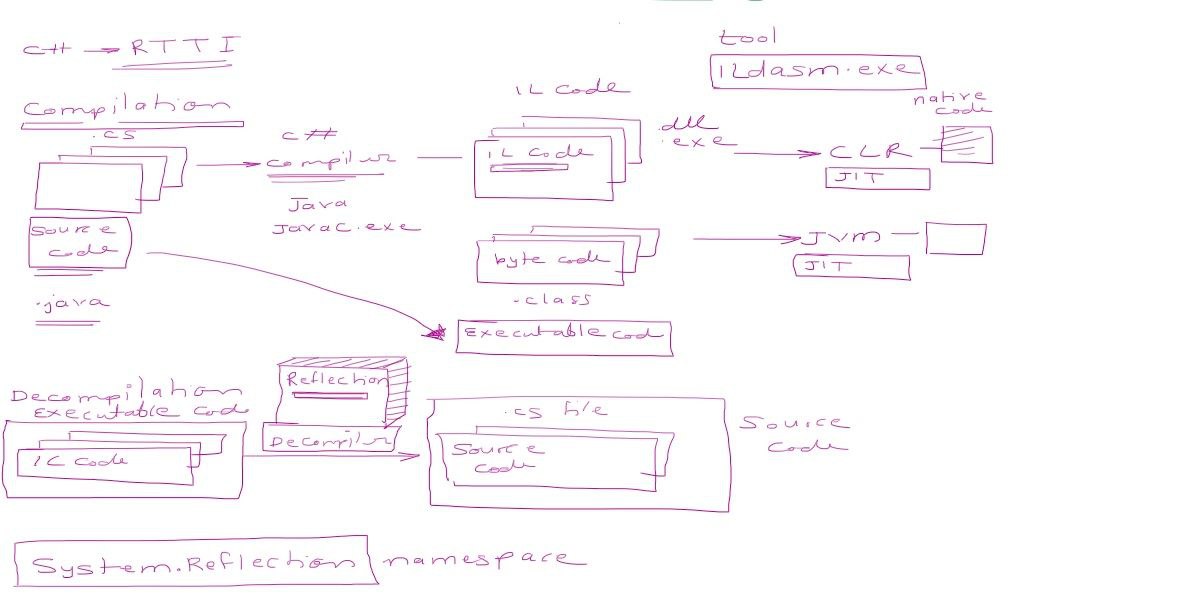 C++ → RTTI
tool
ILdasm.exe
Compilation
.cs
C#
compiler
Java
Javac.exe
Source
code
.java
IL code
IL code
.dll
.exe
CLR
JIT
native
code
byte code
.class
JVM
JIT
Executable code
Decompilation
Executable code
IL code
Reflection
Decompiler
.cs file
Source
code
Source
code
System.Reflection namespace